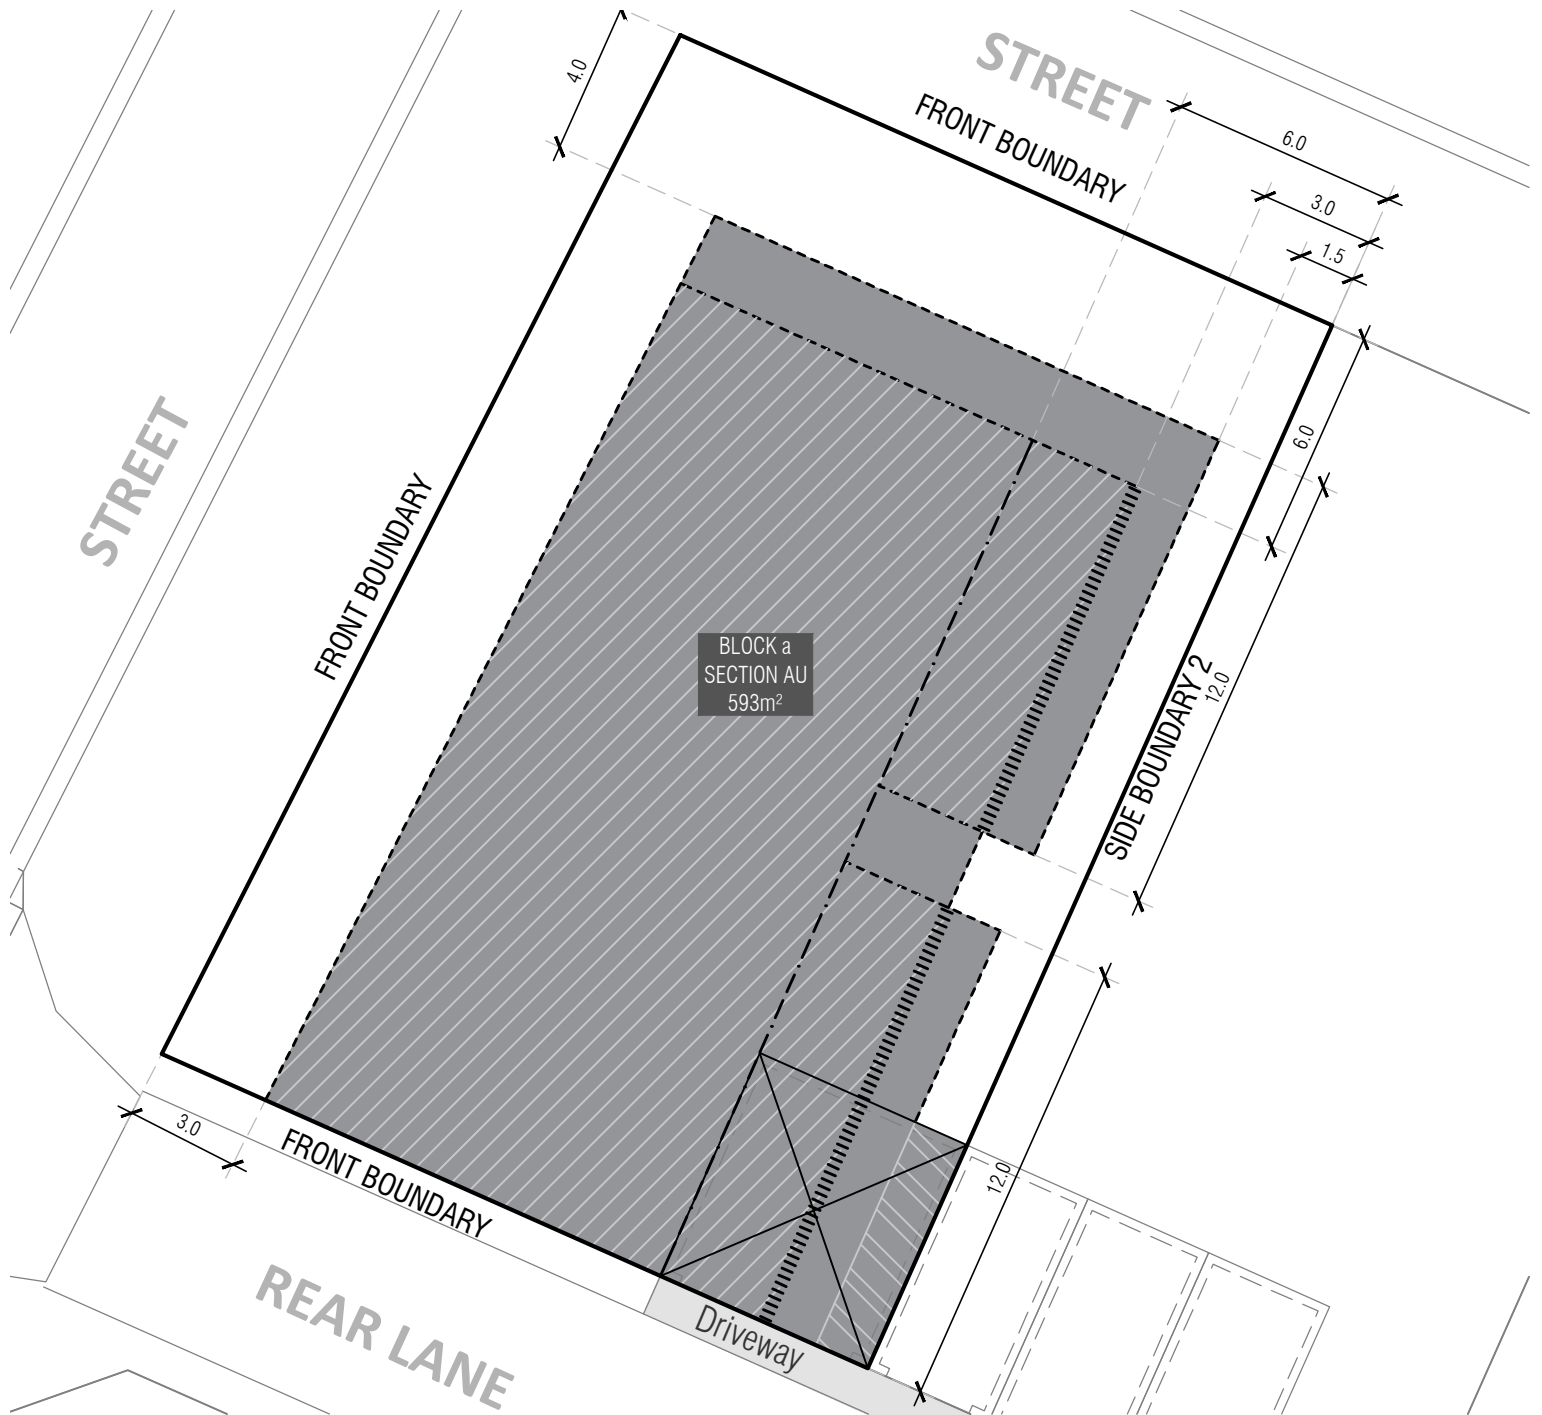 STREET
4.0
FRONT BOUNDARY
6.0
3.0
1.5
6.0
STREET
FRONT BOUNDARY
BLOCK a
SECTION AU
593m²
SIDE BOUNDARY 2
12.0
3.0
FRONT BOUNDARY
12.0
REAR LANE
Driveway